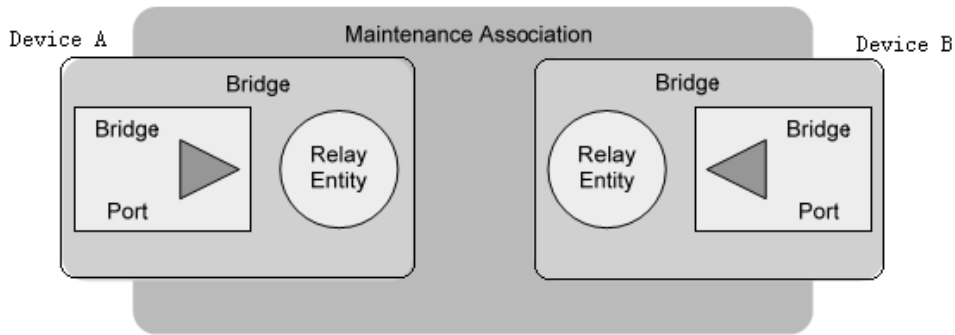 Device A
Maintenance Association
Device B
Bridge
Bridge
Port
Relay
Entity
Bridge
Relay
Entity
Bridge
Port